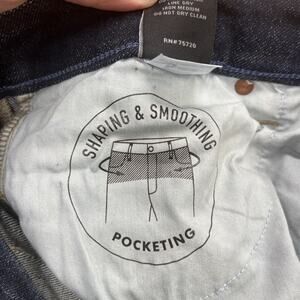 LINE DRY
IRON MEDIUM
DO NOT DRY CLEAN
RN# 75720
SHAPING & SMOOTHING
POCKETING